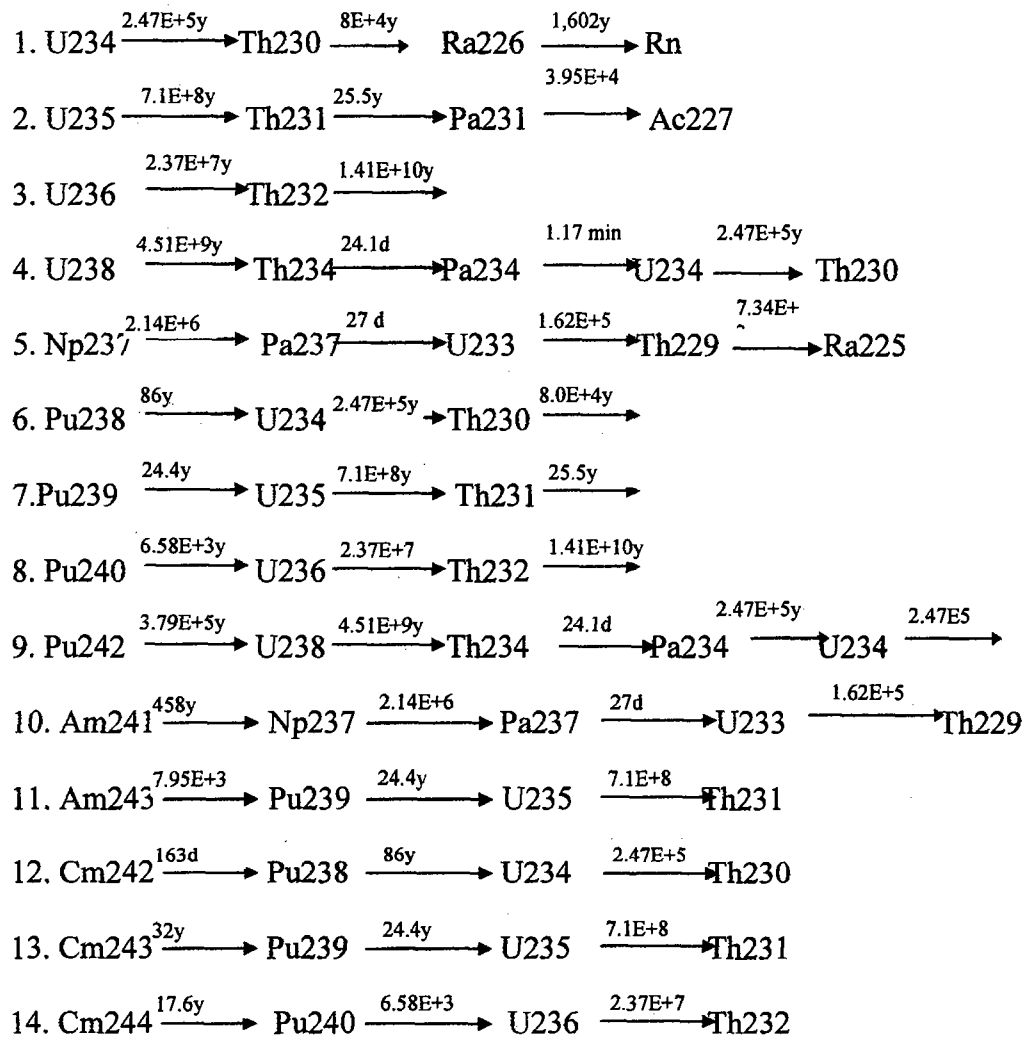 2.47E+5y 8E+4y 1,602y
1. U234 Th230 Ra226 Rn
7.1E+8y 25.5y 3.95E+4
2. U235 Th231 Pa231 Ac227
2.37E+7y 1.41E+10y
3. U236 Th232
4.51E+9y 24.1d 1.17 min 2.47E+5y
4. U238 Th234 Pa234 U234 Th230
2.14E+6 27 d 1.62E+5 7.34E+
5. Np237 Pa237 U233 Th229 Ra225
86y 2.47E+5y 8.0E+4y
6. Pu238 U234 Th230
24.4y 7.1E+8y 25.5y
7.Pu239 U235 Th231
6.58E+3y 2.37E+7 1.41E+10y
8. Pu240 U236 Th232
3.79E+5y 4.51E+9y 24.1d 2.47E+5y 2.47E5
9. Pu242 U238 Th234 Pa234 U234
458y 2.14E+6 27d 1.62E+5
10. Am241 Np237 Pa237 U233 Th229
7.95E+3 24.4y 7.1E+8
11. Am243 Pu239 U235 Th231
163d 86y 2.47E+5
12. Cm242 Pu238 U234 Th230
32y 24.4y 7.1E+8
13. Cm243 Pu239 U235 Th231
17.6y 6.58E+3 2.37E+7
14. Cm244 Pu240 U236 Th232